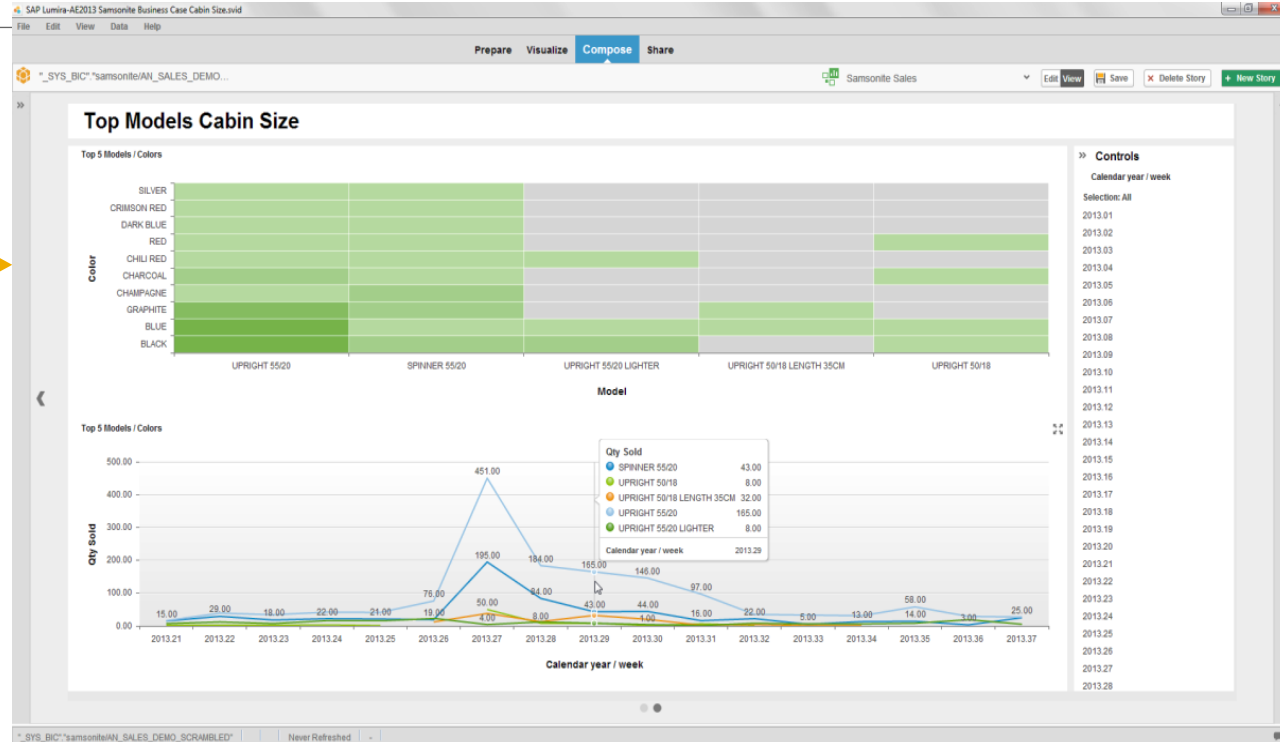 SAP Lumira-AE2013 Samsonite Business Case Cabin Size.svid
File Edit View Data Help
Prepare Visualize Compose Share
"_SYS_BIC"."samsonite/AN_SALES_DEMO... Samsonite Sales Edit View Save × Delete Story + New Story
Top Models Cabin Size
Top 5 Models / Colors
Color
SILVER
CRIMSON RED
DARK BLUE
RED
CHILI RED
CHARCOAL
CHAMPAGNE
GRAPHITE
BLUE
BLACK
UPRIGHT 55/20 SPINNER 55/20 UPRIGHT 55/20 LIGHTER UPRIGHT 50/18 LENGTH 35CM UPRIGHT 50/18
Model
Top 5 Models / Colors
Qty Sold
500.00
400.00
300.00
200.00
100.00
0.00
451.00
195.00 184.00 165.00 146.00
76.00 84.00 97.00
15.00 29.00 18.00 22.00 21.00 19.00 50.00 43.00 44.00 16.00 22.00 5.00 13.00 58.00 3.00 25.00
4.00 8.00 1.00 14.00
Qty Sold
SPINNER 55/20 43.00
UPRIGHT 50/18 8.00
UPRIGHT 50/18 LENGTH 35CM 32.00
UPRIGHT 55/20 165.00
UPRIGHT 55/20 LIGHTER 8.00
Calendar year / week 2013.29
2013.21 2013.22 2013.23 2013.24 2013.25 2013.26 2013.27 2013.28 2013.29 2013.30 2013.31 2013.32 2013.33 2013.34 2013.35 2013.36 2013.37
Calendar year / week
» Controls
Calendar year / week
Selection: All
2013.01
2013.02
2013.03
2013.04
2013.05
2013.06
2013.07
2013.08
2013.09
2013.10
2013.11
2013.12
2013.13
2013.14
2013.15
2013.16
2013.17
2013.18
2013.19
2013.20
2013.21
2013.22
2013.23
2013.24
2013.25
2013.26
2013.27
2013.28
"_SYS_BIC"."samsonite/AN_SALES_DEMO_SCRAMBLED" Never Refreshed -